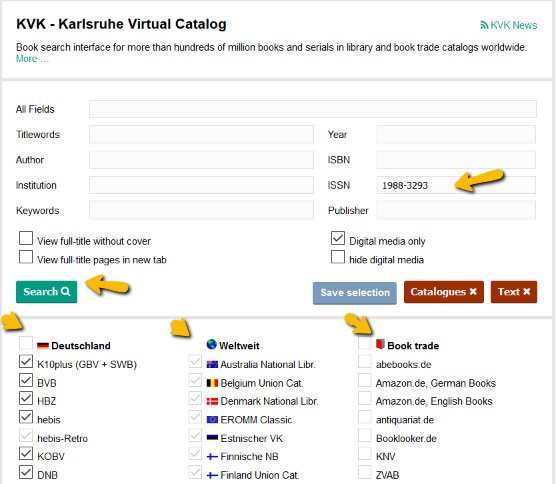 KVK - Karlsruhe Virtual Catalog
KVK News
Book search interface for more than hundreds of million books and serials in library and book trade catalogs worldwide.
More ...
All Fields
Titlewords
Year
Author
ISBN
Institution
ISSN 1988-3293
Keywords
Publisher
View full-title without cover
Digital media only
View full-title pages in new tab
hide digital media
Search
Save selection
Catalogues ✖
Text ✖
Deutschland
Weltweit
Book trade
K10plus (GBV + SWB)
Australia National Libr.
abebooks.de
BVB
Belgium Union Cat.
Amazon.de, German Books
HBZ
Denmark National Libr.
Amazon.de, English Books
hebis
EROMM Classic
antiquariat.de
hebis-Retro
Estnischer VK
Booklooker.de
KOBV
Finnische NB
KNV
DNB
Finland Union Cat.
ZVAB